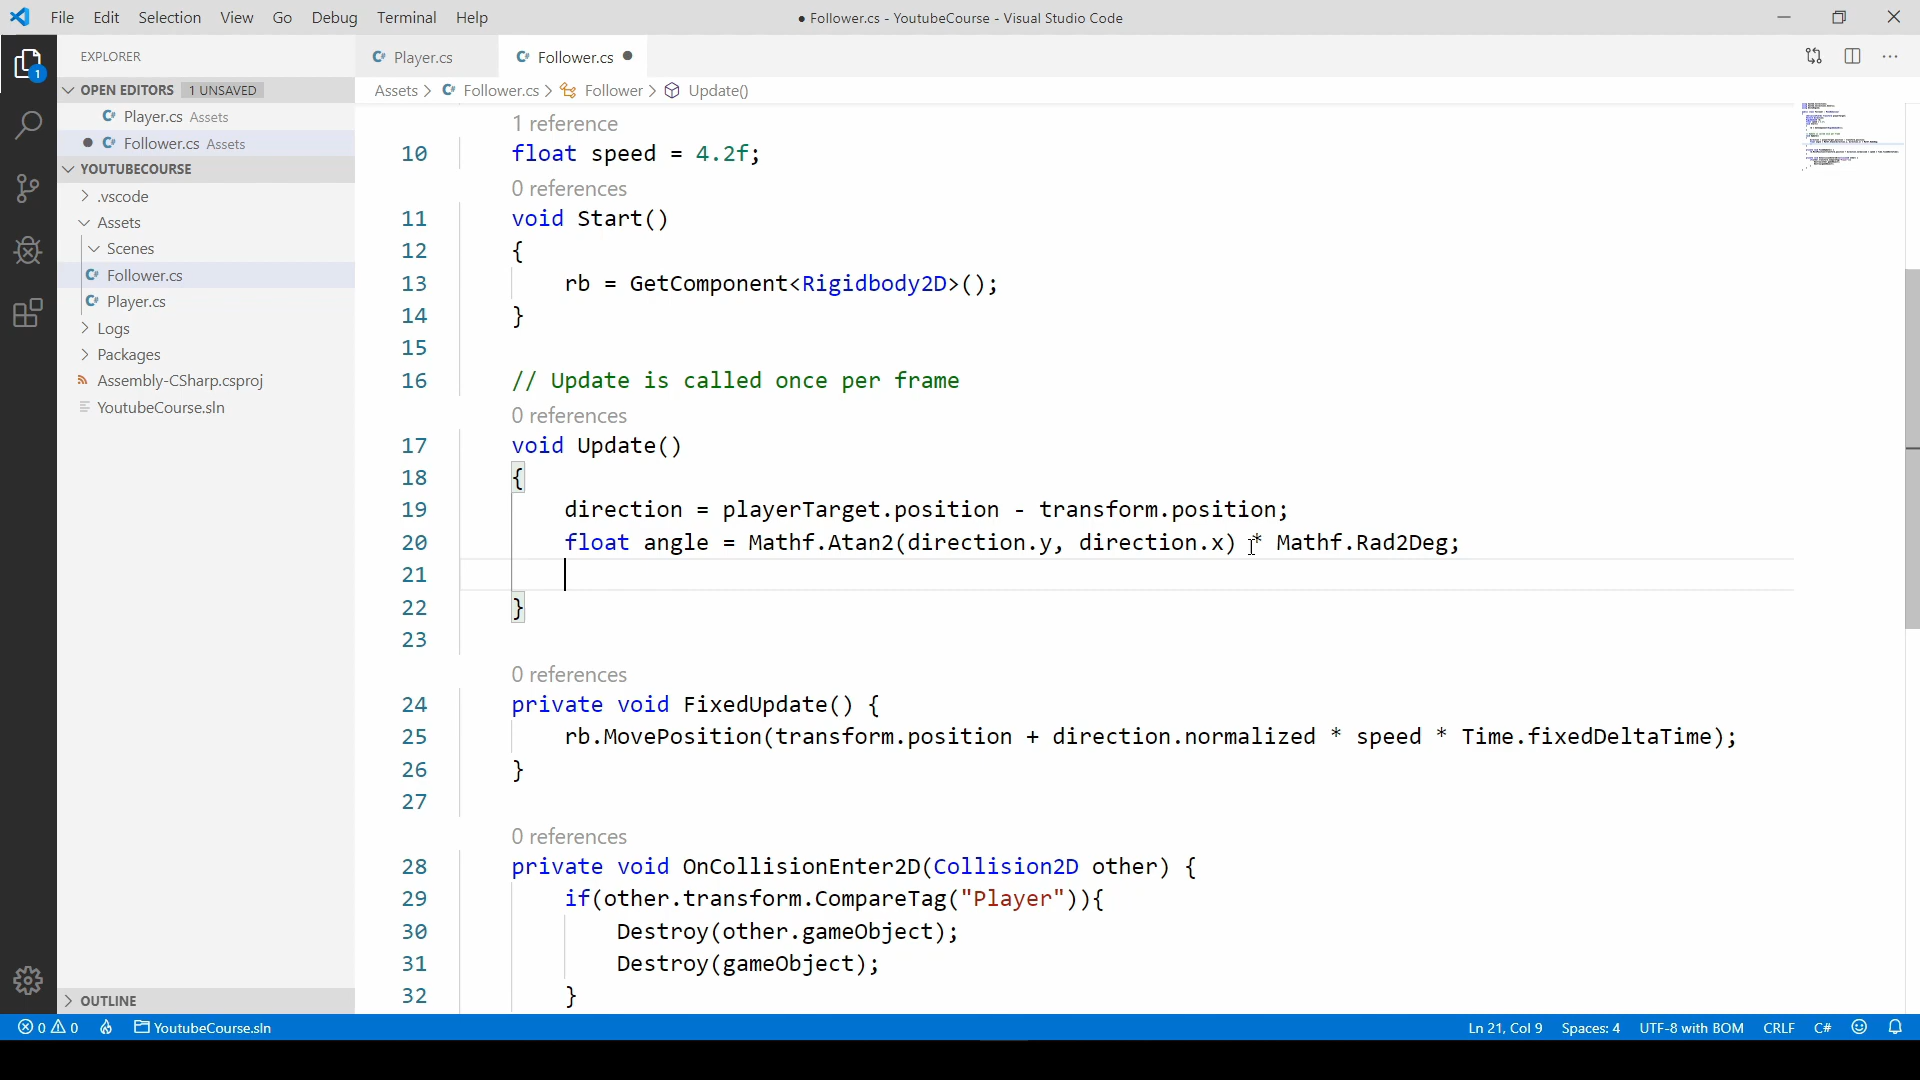 File Edit Selection View Go Debug Terminal Help
● Follower.cs - YoutubeCourse - Visual Studio Code
EXPLORER
OPEN EDITORS 1 UNSAVED
Player.cs Assets
Follower.cs Assets
YOUTUBECOURSE
.vscode
Assets
Scenes
Follower.cs
Player.cs
Logs
Packages
Assembly-CSharp.csproj
YoutubeCourse.sln
OUTLINE
1
Player.cs
Follower.cs
Assets > Follower.cs > Follower > Update()
1 reference
10 float speed = 4.2f;
0 references
11 void Start()
12 {
13 rb = GetComponent<Rigidbody2D>();
14 }
15
16 // Update is called once per frame
0 references
17 void Update()
18 {
19 direction = playerTarget.position - transform.position;
20 float angle = Mathf.Atan2(direction.y, direction.x) * Mathf.Rad2Deg;
21
22 }
23
0 references
24 private void FixedUpdate() {
25 rb.MovePosition(transform.position + direction.normalized * speed * Time.fixedDeltaTime);
26 }
27
0 references
28 private void OnCollisionEnter2D(Collision2D other) {
29 if(other.transform.CompareTag("Player")){
30 Destroy(other.gameObject);
31 Destroy(gameObject);
32 }
0 0 YoutubeCourse.sln
Ln 21, Col 9 Spaces: 4 UTF-8 with BOM CRLF C#